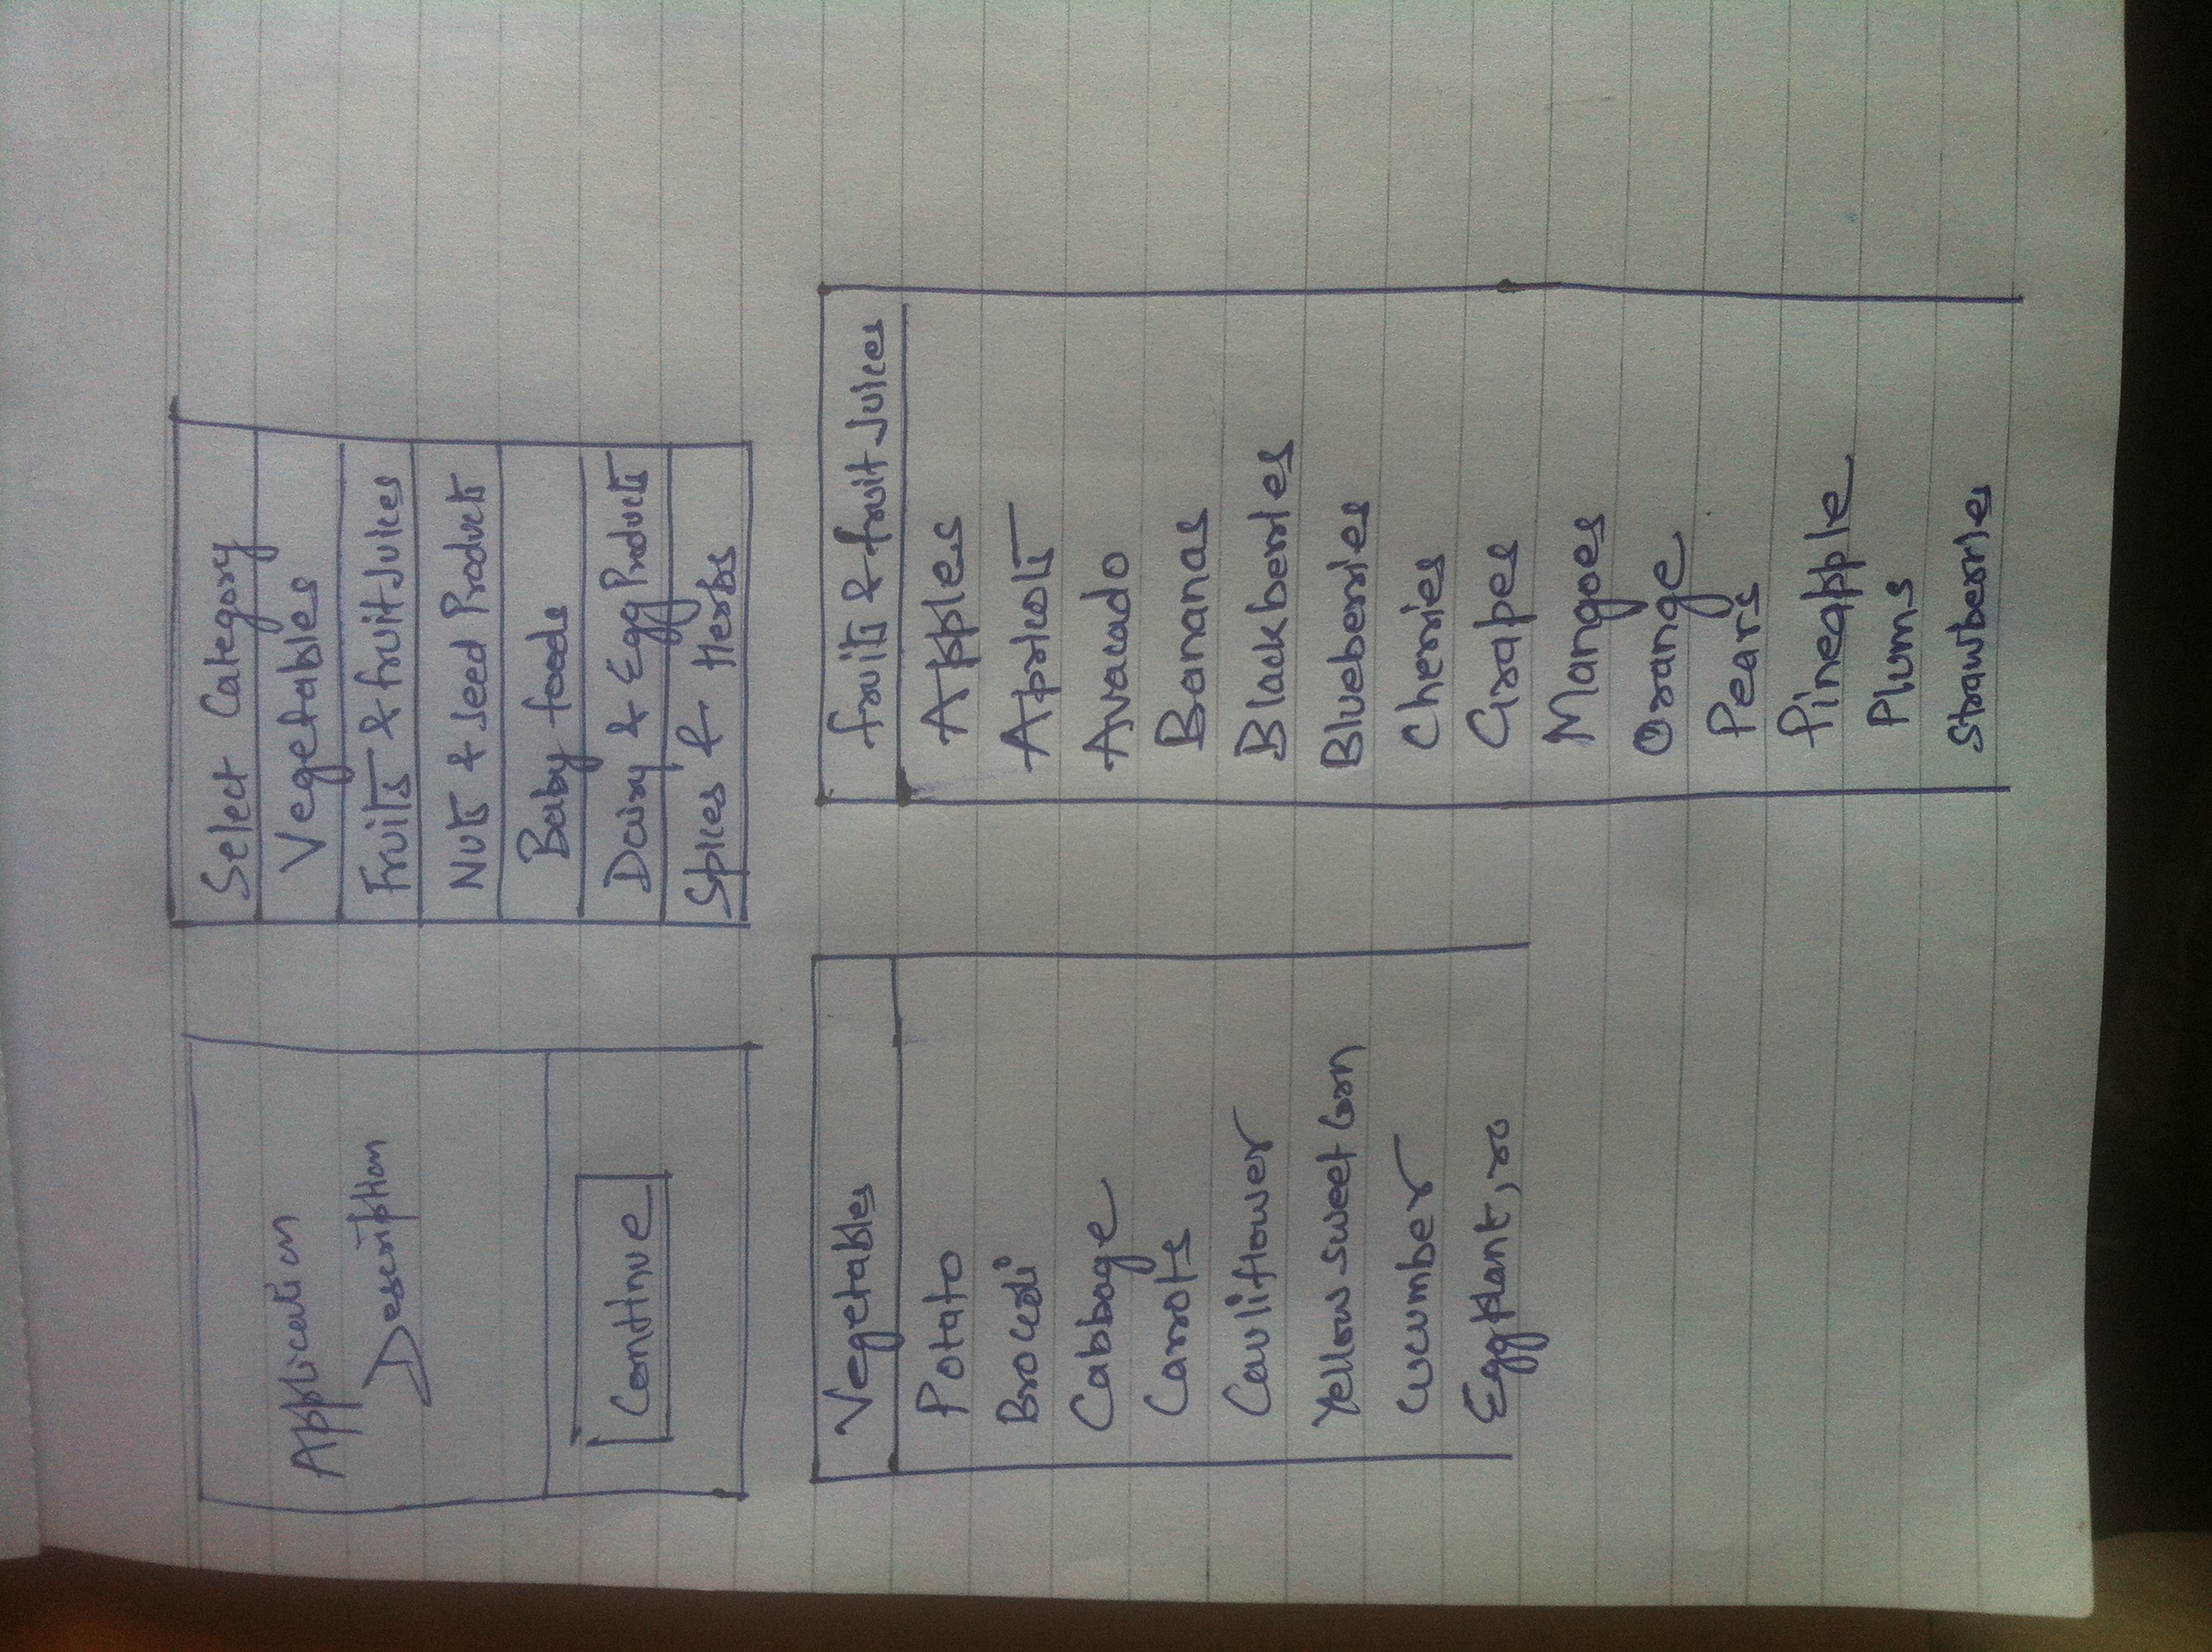 Application
Description
Continue
Select Category
Vegetables
Fruits & fruit Juices
Nuts & seed Products
Baby foods
Dairy & Egg Products
Spices & Herbs
Vegetables
Potato
Brocoli
Cabbage
Carrots
Cauliflower
Yellow sweet Corn
Cucumber
Eggplant,
fruits & fruit Juices
Apples
Apricots
Avacado
Bananas
Blackberries
Blueberries
Cherries
Grapes
Mangoes
Orange
Pears
Pineapple
Plums
Strawberries